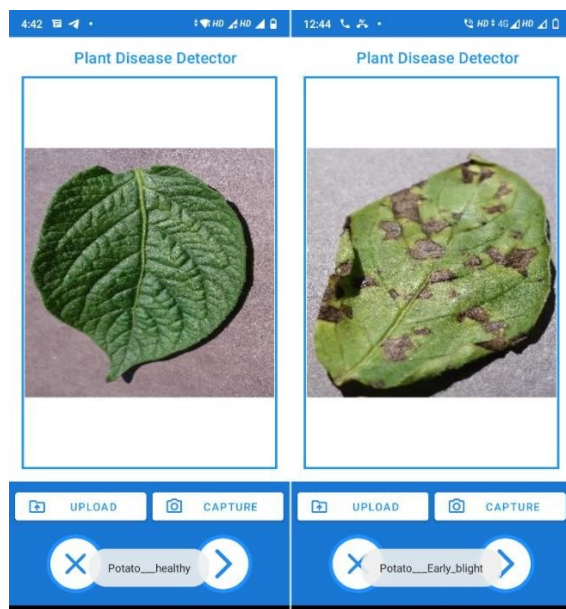 4:42 HD HD
Plant Disease Detector
UPLOAD CAPTURE
Potato___healthy
12:44 HD 4G HD
Plant Disease Detector
UPLOAD CAPTURE
Potato___Early_blight